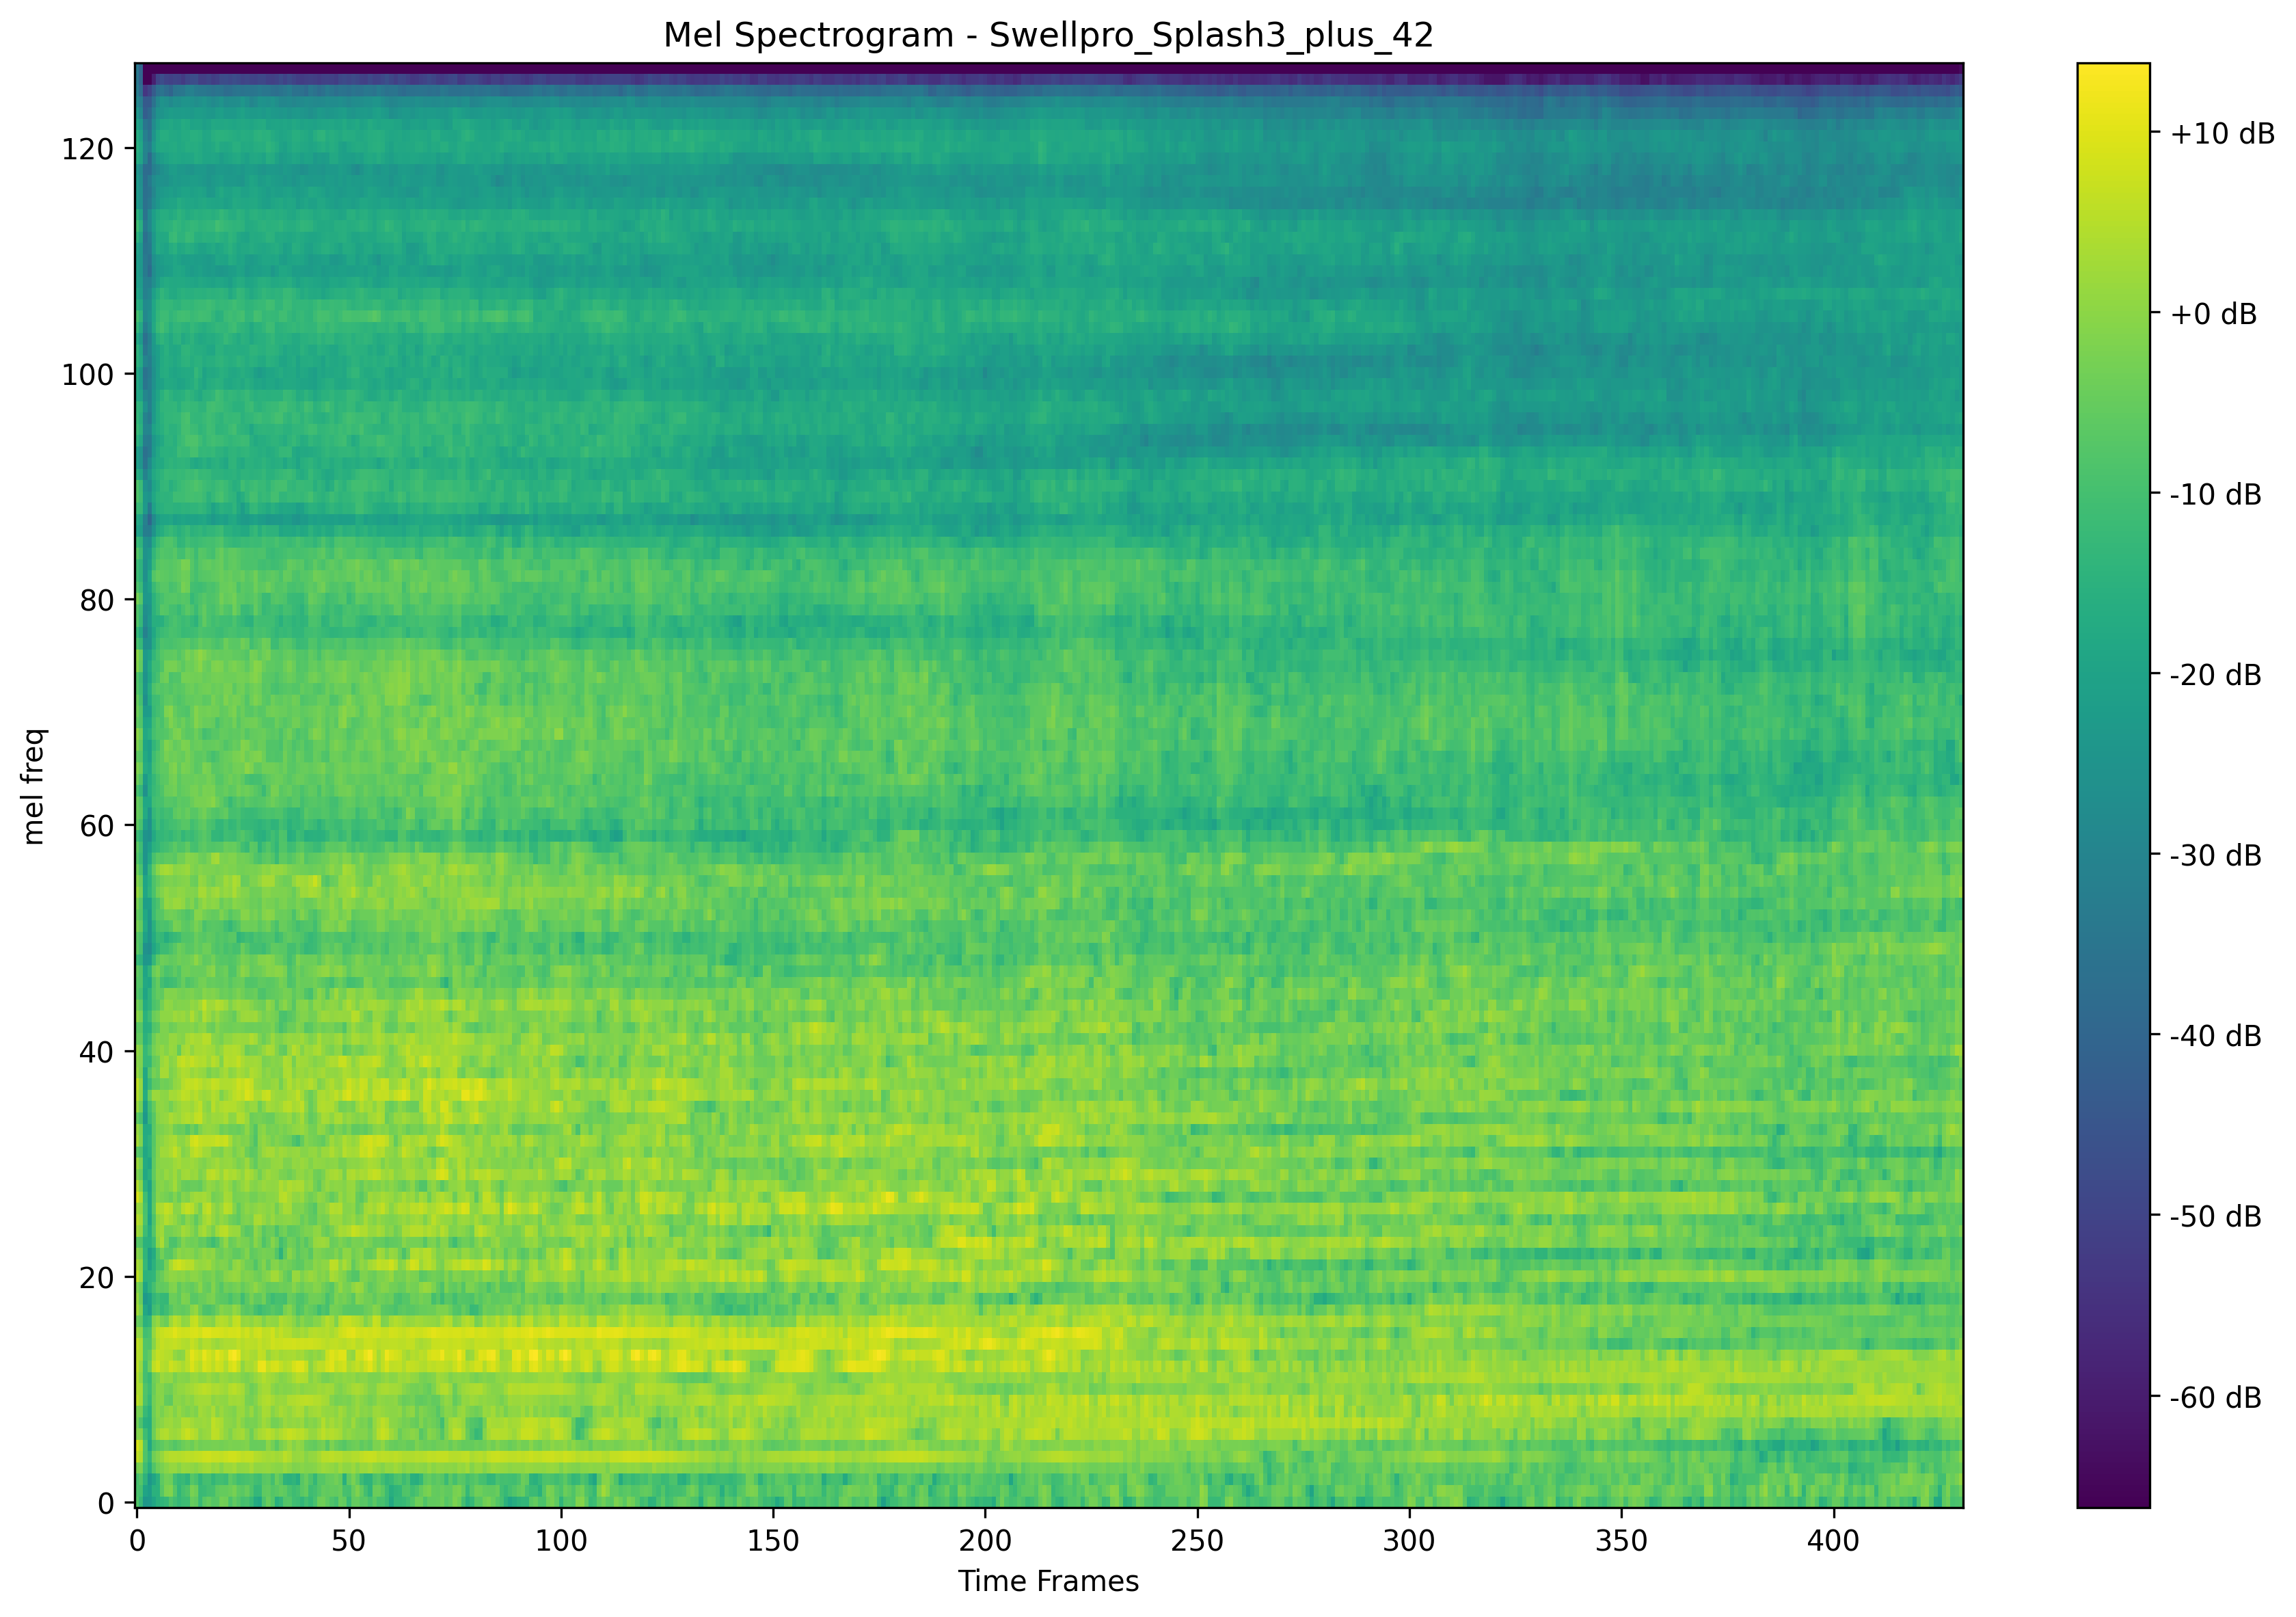 Mel Spectrogram - Swellpro_Splash3_plus_42
mel freq
120
100
80
60
40
20
0
0 50 100 150 200 250 300 350 400
Time Frames
+10 dB
+0 dB
-10 dB
-20 dB
-30 dB
-40 dB
-50 dB
-60 dB